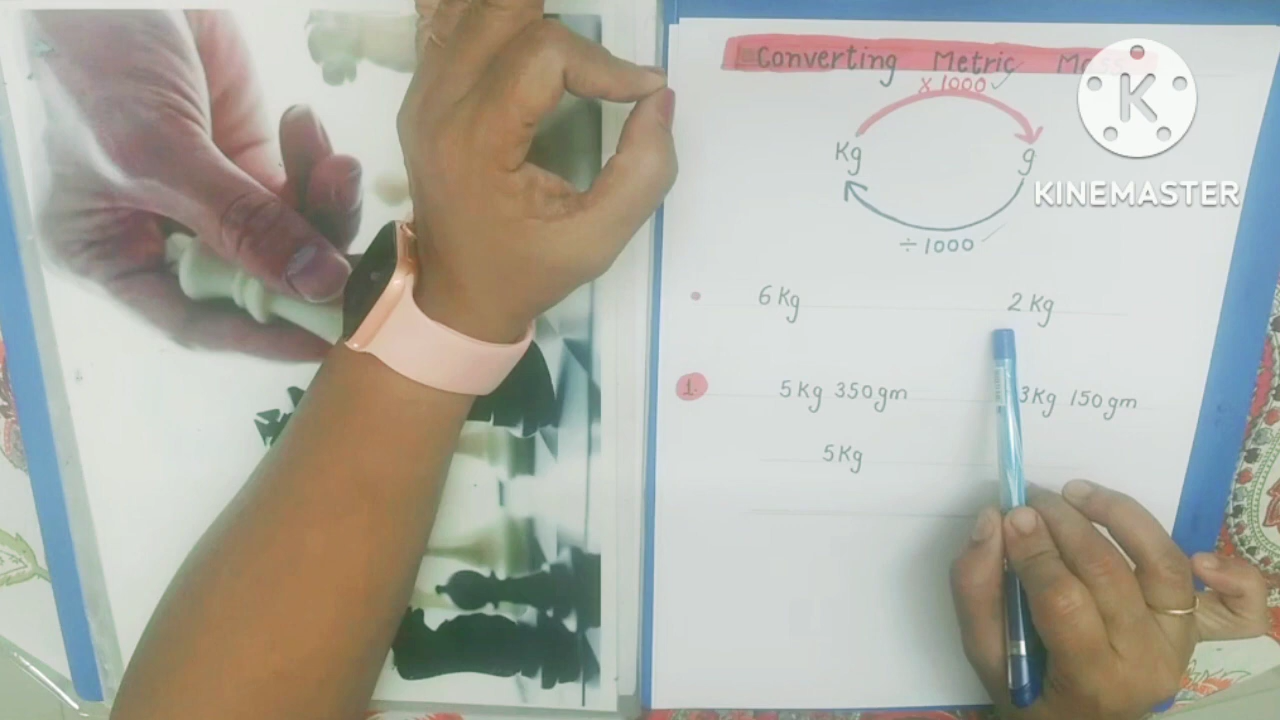 Converting Metric Mass
x 1000
Kg g
÷ 1000
K
KINEMASTER
6 Kg 2 Kg
1. 5 Kg 350 gm 3 Kg 150 gm
5 Kg